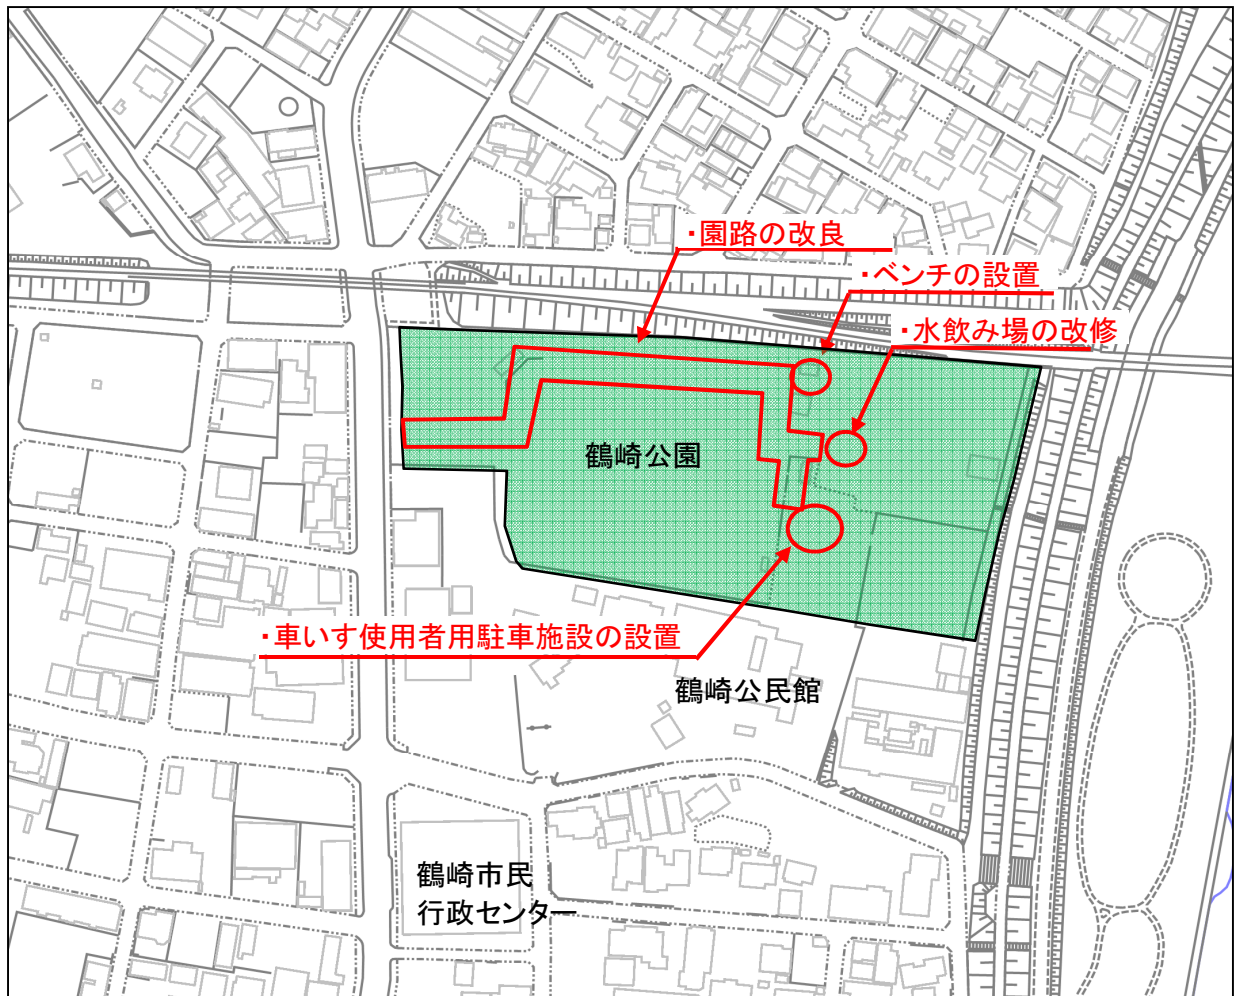 ・園路の改良
・ベンチの設置
・水飲み場の改修
鶴崎公園
・車いす使用者用駐車施設の設置
鶴崎公民館
鶴崎市民
行政センター